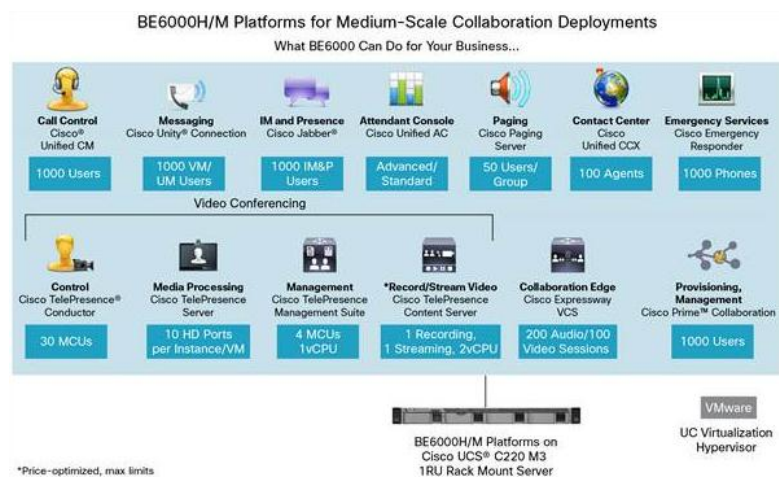 BE6000H/M Platforms for Medium-Scale Collaboration Deployments
What BE6000 Can Do for Your Business...
Call Control
Cisco®
Unified CM
1000 Users
Messaging
Cisco Unity® Connection
1000 VM/
UM Users
IM and Presence
Cisco Jabber®
1000 IM&P
Users
Attendant Console
Cisco Unified AC
Advanced/
Standard
Paging
Cisco Paging
Server
50 Users/
Group
Contact Center
Cisco
Unified CCX
100 Agents
Emergency Services
Cisco Emergency
Responder
1000 Phones
Video Conferencing
Control
Cisco TelePresence®
Conductor
30 MCUs
Media Processing
Cisco TelePresence
Server
10 HD Ports
per Instance/VM
Management
Cisco TelePresence
Management Suite
4 MCUs
1vCPU
*Record/Stream Video
Cisco TelePresence
Content Server
1 Recording,
1 Streaming, 2vCPU
Collaboration Edge
Cisco Expressway
VCS
200 Audio/100
Video Sessions
Provisioning,
Management
Cisco Prime™ Collaboration
1000 Users
BE6000H/M Platforms on
Cisco UCS® C220 M3
1RU Rack Mount Server
VMware
UC Virtualization
Hypervisor
*Price-optimized, max limits